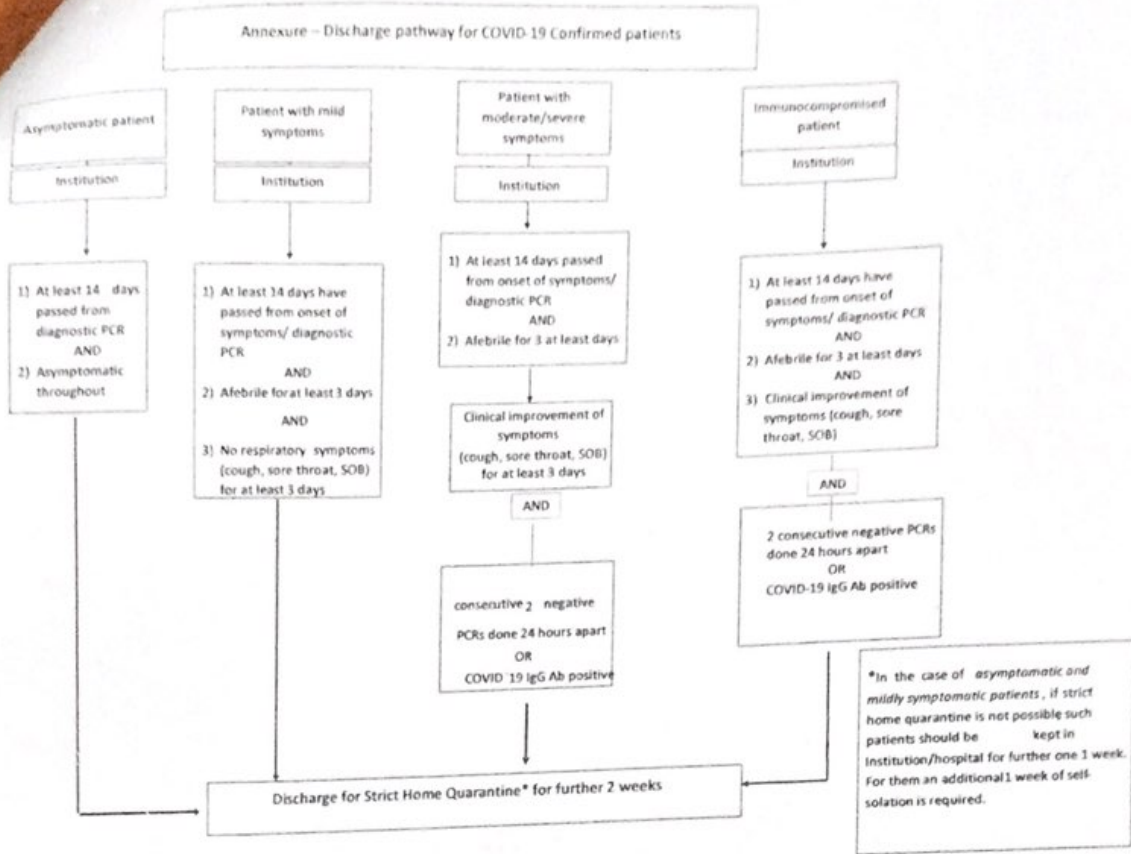 Annexure – Discharge pathway for COVID-19 Confirmed patients
Asymptomatic patient
Institution
1) At least 14 days
passed from
diagnostic PCR
AND
2) Asymptomatic
throughout
Patient with mild
symptoms
Institution
1) At least 14 days have
passed from onset of
symptoms/ diagnostic
PCR
AND
2) Afebrile for at least 3 days
AND
3) No respiratory symptoms
(cough, sore throat, SOB)
for at least 3 days
Patient with
moderate/severe
symptoms
Institution
1) At least 14 days passed
from onset of symptoms/
diagnostic PCR
AND
2) Afebrile for 3 at least days
Clinical improvement of
symptoms
(cough, sore throat, SOB)
for at least 3 days
AND
consecutive 2 negative
PCRs done 24 hours apart
OR
COVID 19 IgG Ab positive
Immunocompromised
patient
Institution
1) At least 14 days have
passed from onset of
symptoms/ diagnostic PCR
AND
2) Afebrile for 3 at least days
AND
3) Clinical improvement of
symptoms (cough, sore
throat, SOB)
AND
2 consecutive negative PCRs
done 24 hours apart
OR
COVID-19 IgG Ab positive
Discharge for Strict Home Quarantine* for further 2 weeks
*In the case of asymptomatic and
mildly symptomatic patients, if strict
home quarantine is not possible such
patients should be kept in
Institution/hospital for further one 1 week.
For them an additional 1 week of self-
solation is required.